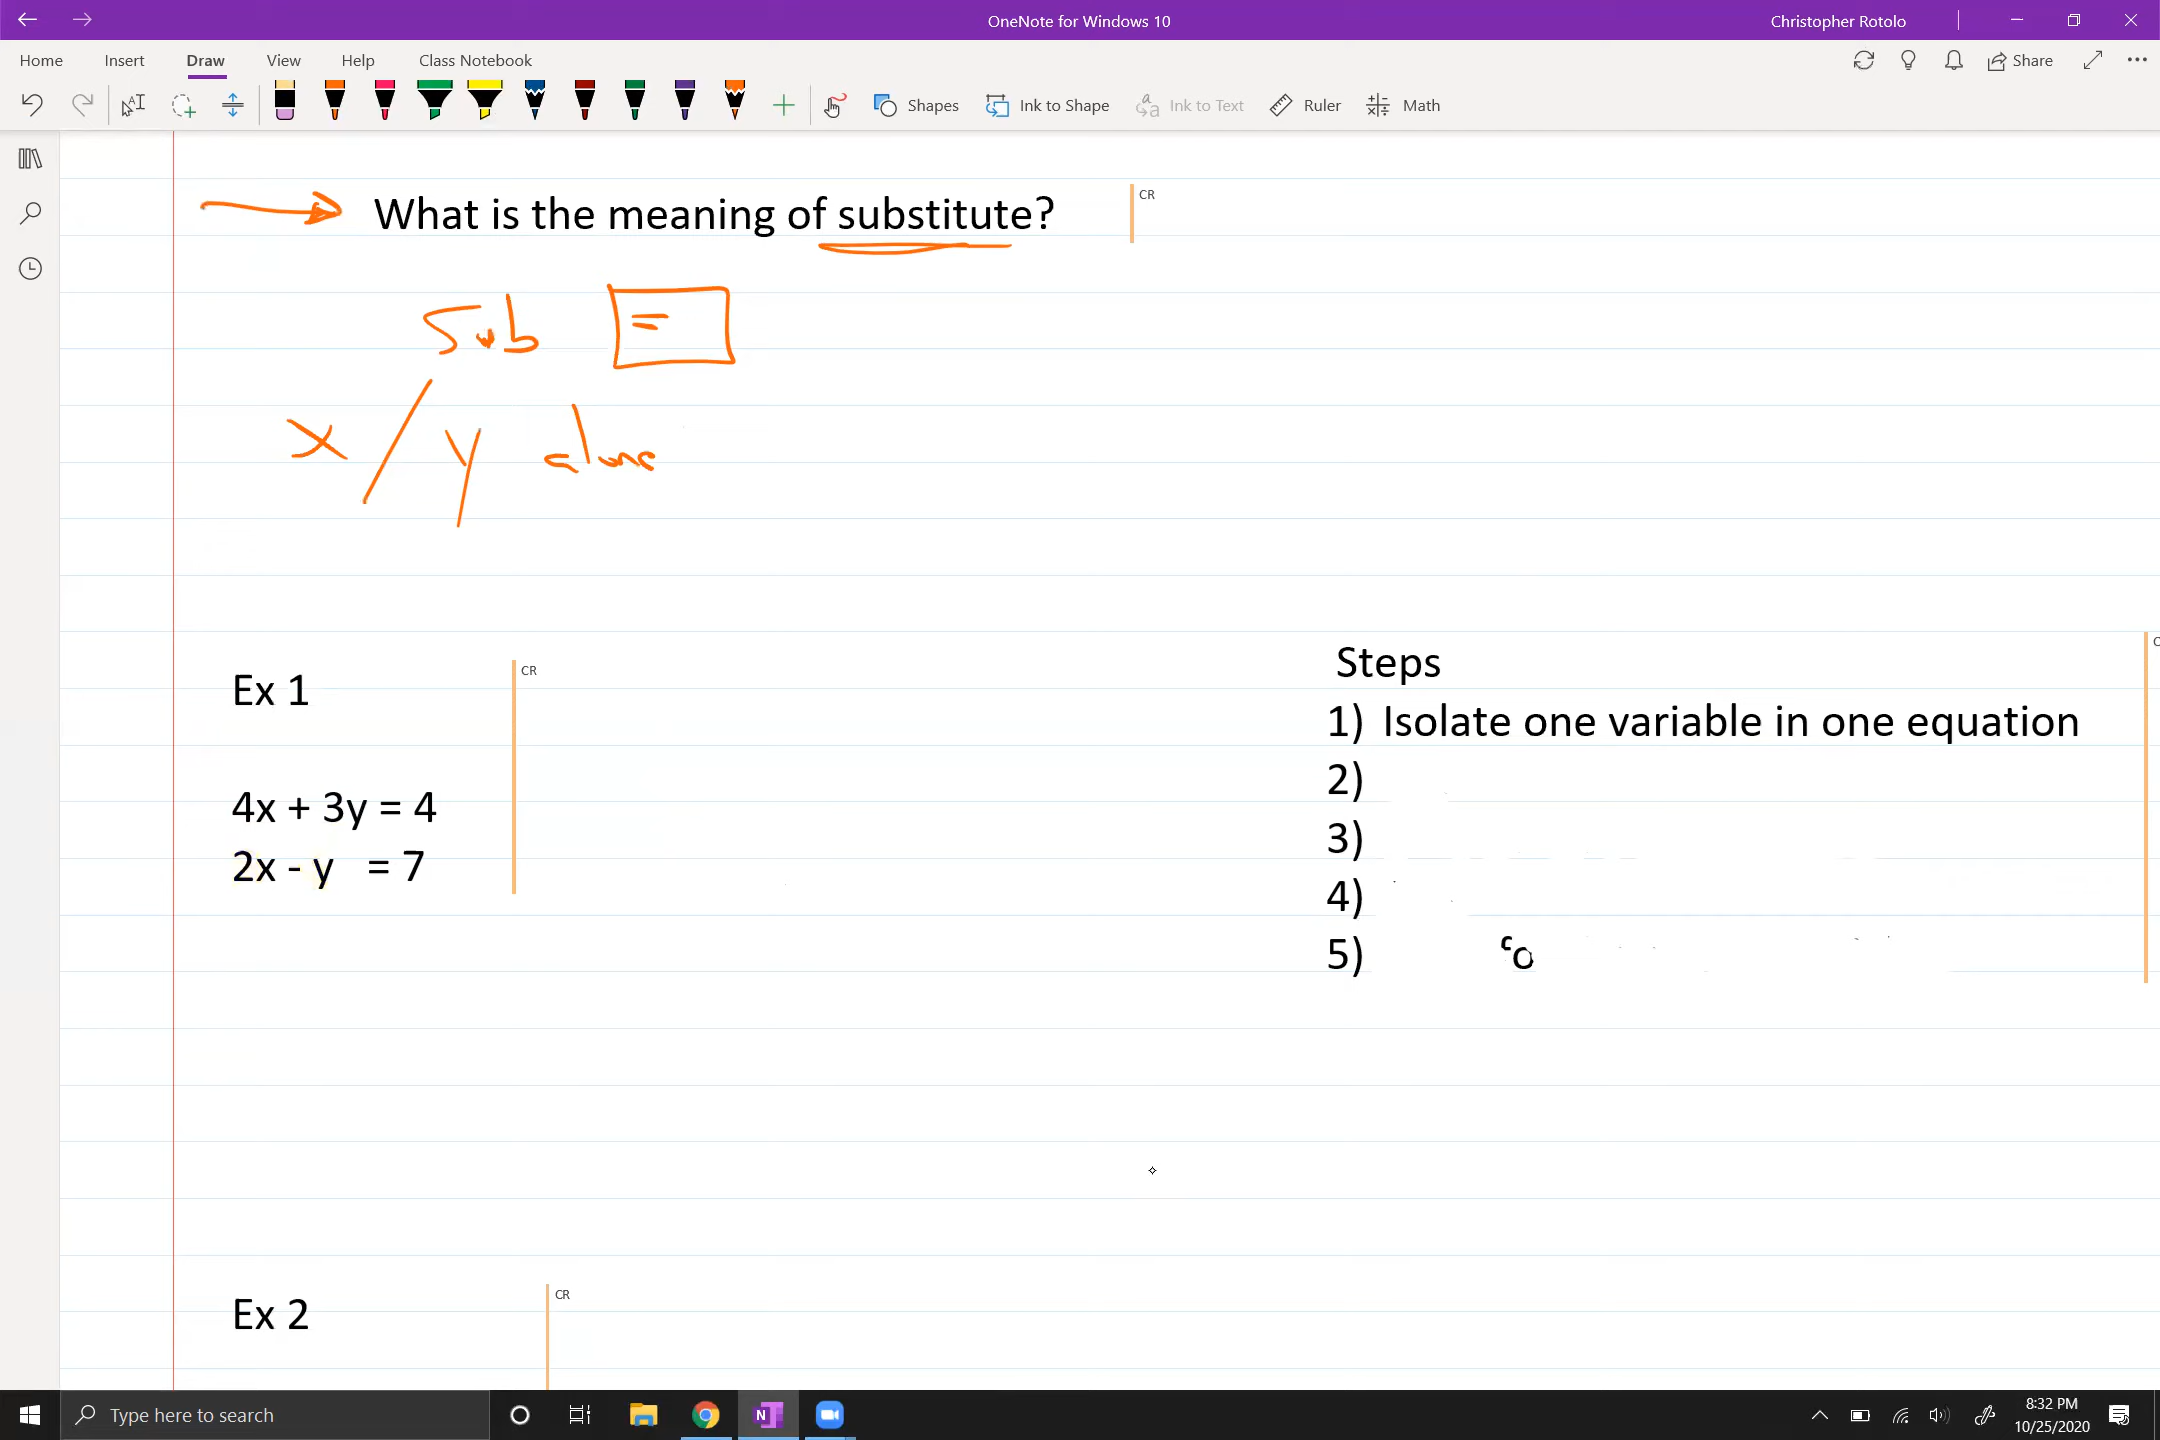 OneNote for Windows 10
Christopher Rotolo
Home Insert Draw View Help Class Notebook
Share
Shapes Ink to Shape Ink to Text Ruler Math
What is the meaning of substitute?
CR
Sub
x / y alone
Ex 1
CR
4x + 3y = 4
2x - y = 7
Steps
1) Isolate one variable in one equation
2)
3)
4)
5) fo
Ex 2
CR
Type here to search
8:32 PM
10/25/2020